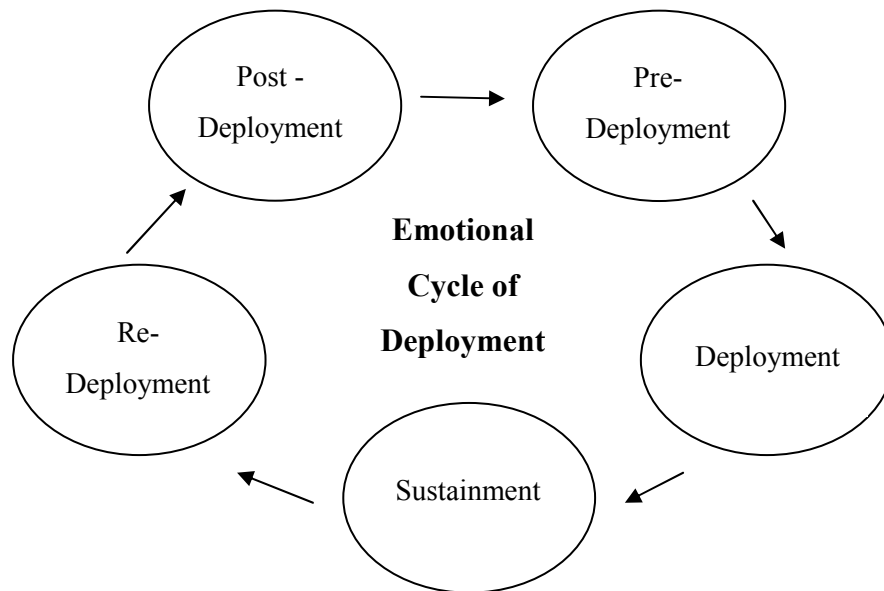 Post -
Deployment
Pre-
Deployment
Emotional
Cycle of
Deployment
Re-
Deployment
Deployment
Sustainment